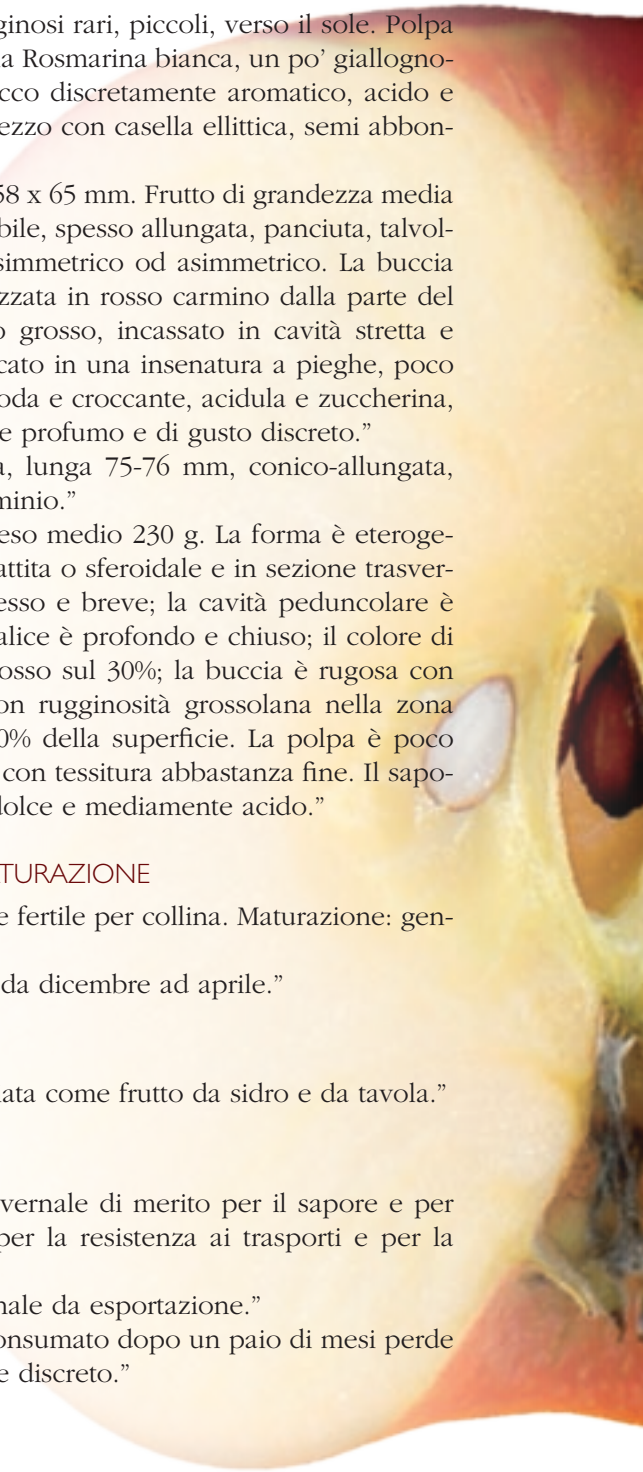 ginosi rari, piccoli, verso il sole. Polpa
a Rosmarina bianca, un po’ giallogno-
cco discretamente aromatico, acido e
ezzo con casella ellittica, semi abbon-
58 x 65 mm. Frutto di grandezza media
bile, spesso allungata, panciuta, talvol-
simmetrico od asimmetrico. La buccia
zzata in rosso carmino dalla parte del
o grosso, incassato in cavità stretta e
cato in una insenatura a pieghe, poco
oda e croccante, acidula e zuccherina,
e profumo e di gusto discreto.”
a, lunga 75-76 mm, conico-allungata,
minio.”
eso medio 230 g. La forma è eteroge-
attita o sferoidale e in sezione trasver-
esso e breve; la cavità peduncolare è
alice è profondo e chiuso; il colore di
osso sul 30%; la buccia è rugosa con
on rugginosità grossolana nella zona
0% della superficie. La polpa è poco
con tessitura abbastanza fine. Il sapo-
dolce e mediamente acido.”
TURAZIONE
e fertile per collina. Maturazione: gen-
da dicembre ad aprile.”
ata come frutto da sidro e da tavola.”
vernale di merito per il sapore e per
per la resistenza ai trasporti e per la
nale da esportazione.”
onsumato dopo un paio di mesi perde
e discreto.”